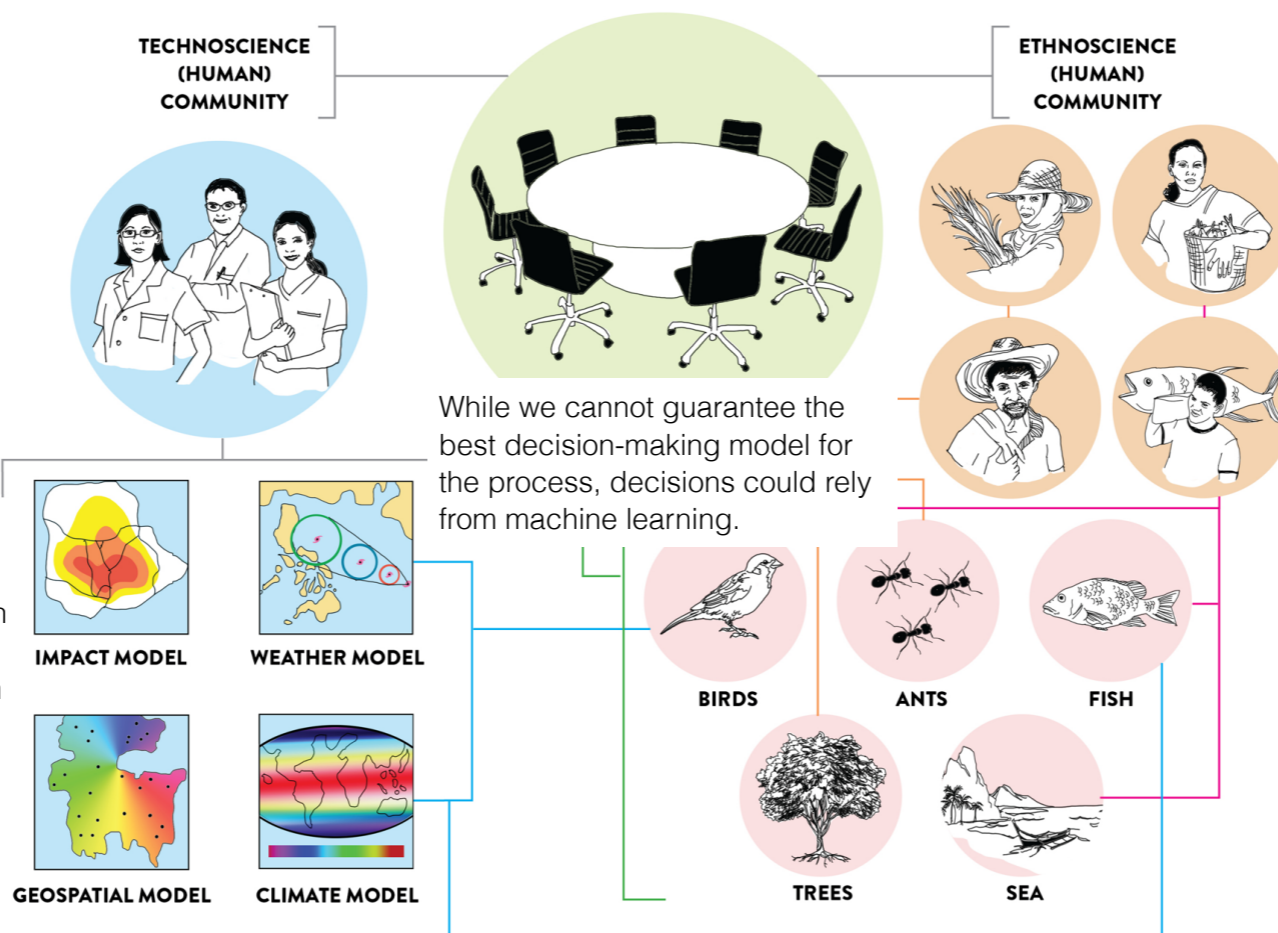 TECHNOSCIENCE
(HUMAN)
COMMUNITY
ETHNOSCIENCE
(HUMAN)
COMMUNITY
While we cannot guarantee the
best decision-making model for
the process, decisions could rely
from machine learning.
IMPACT MODEL
WEATHER MODEL
BIRDS
ANTS
FISH
GEOSPATIAL MODEL
CLIMATE MODEL
TREES
SEA